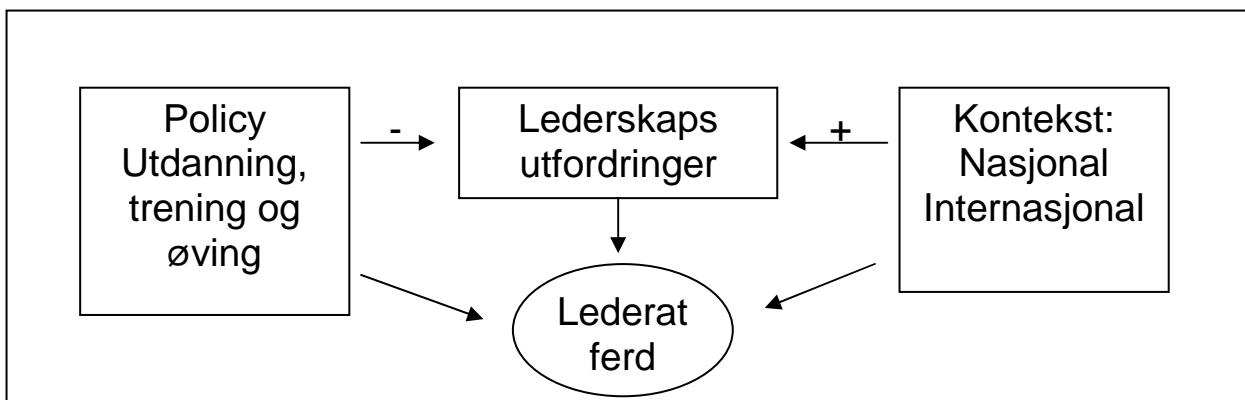 Policy
Utdanning,
trening og
øving
-
Lederskaps
utfordringer
+
Kontekst:
Nasjonal
Internasjonal
Lederat
ferd